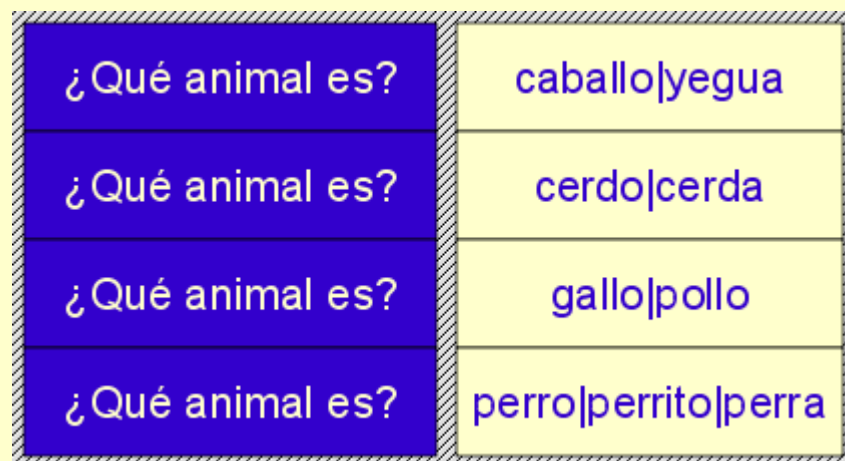 ¿Qué animal es? caballo|yegua
¿Qué animal es? cerdo|cerda
¿Qué animal es? gallo|pollo
¿Qué animal es? perro|perrito|perra